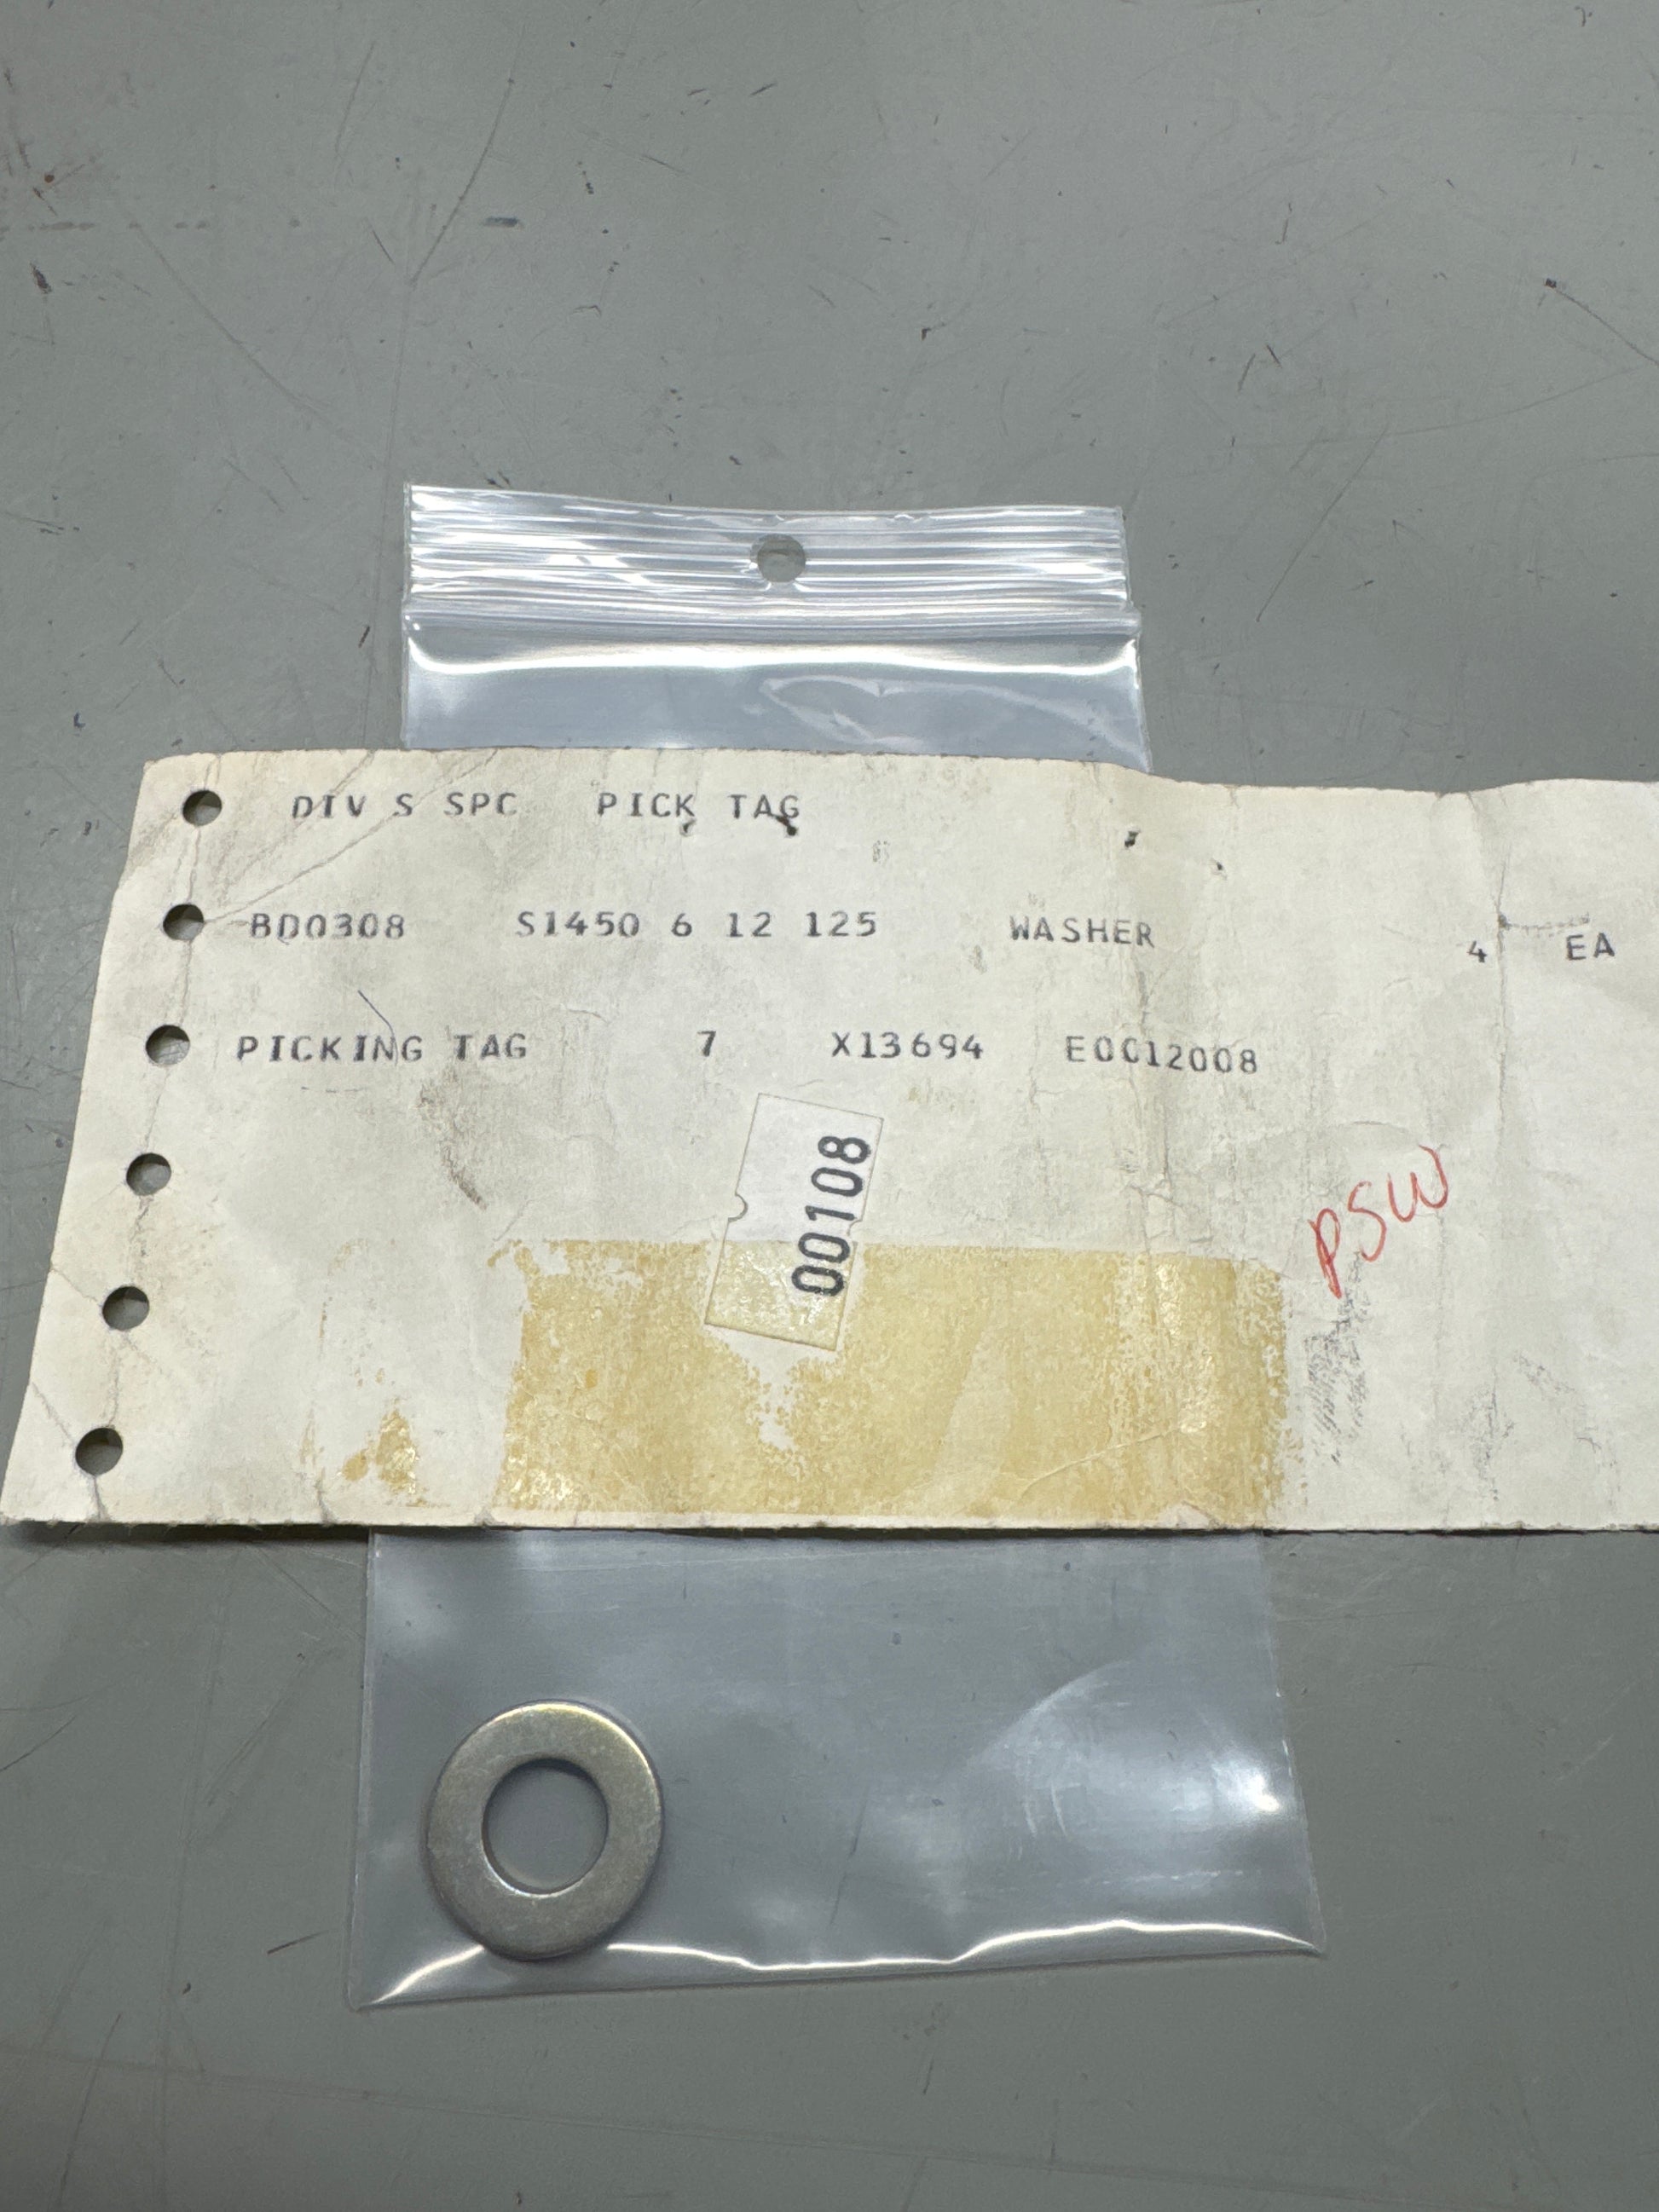 DIV S SPC PICK TAG
BD0308 S1450 6 12 125 WASHER 4 EA
PICKING TAG 7 X13694 E0012008
00108
PSW